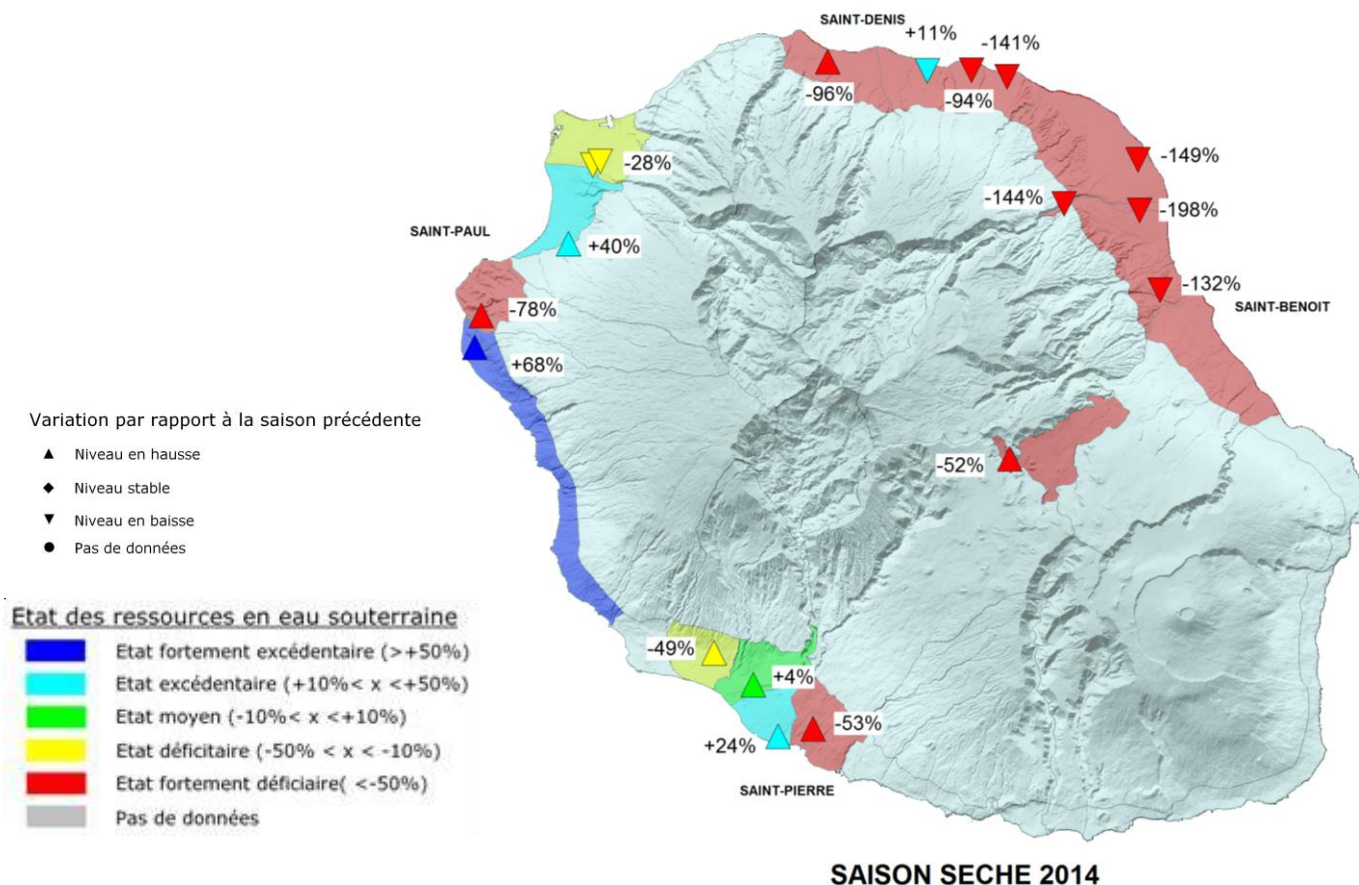 SAINT-DENIS
+11%
-141%
-96%
-94%
-28%
-149%
-144%
-198%
SAINT-PAUL
+40%
-132%
SAINT-BENOIT
-78%
+68%
Variation par rapport à la saison précédente
Niveau en hausse
Niveau stable
Niveau en baisse
Pas de données
-52%
Etat des ressources en eau souterraine
Etat fortement excédentaire (>+50%)
Etat excédentaire (+10%< x <+50%)
Etat moyen (-10%< x <+10%)
Etat déficitaire (-50% < x < -10%)
Etat fortement déficiaire( <-50%)
Pas de données
-49%
+4%
-53%
+24%
SAINT-PIERRE
SAISON SECHE 2014